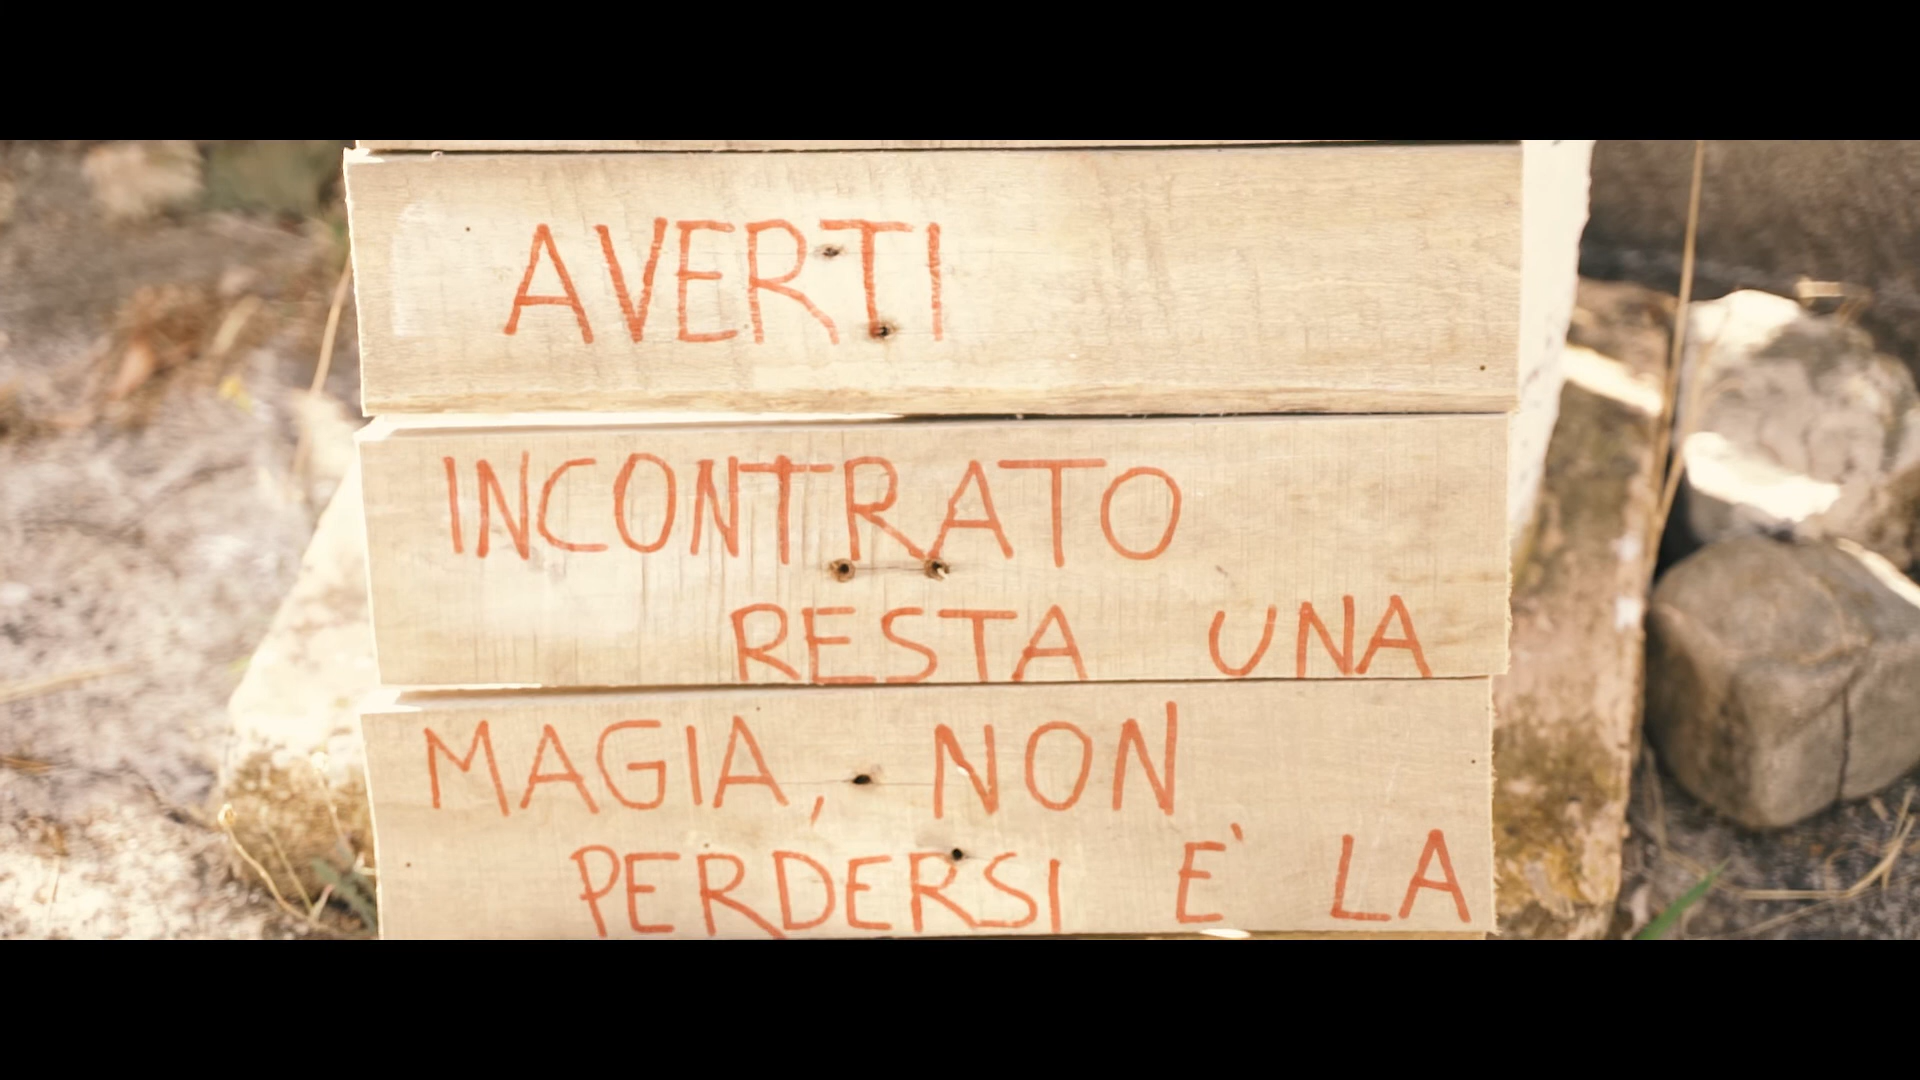 AVERTI
INCONTRATO
RESTA UNA
MAGIA, NON
PERDERSI E' LA